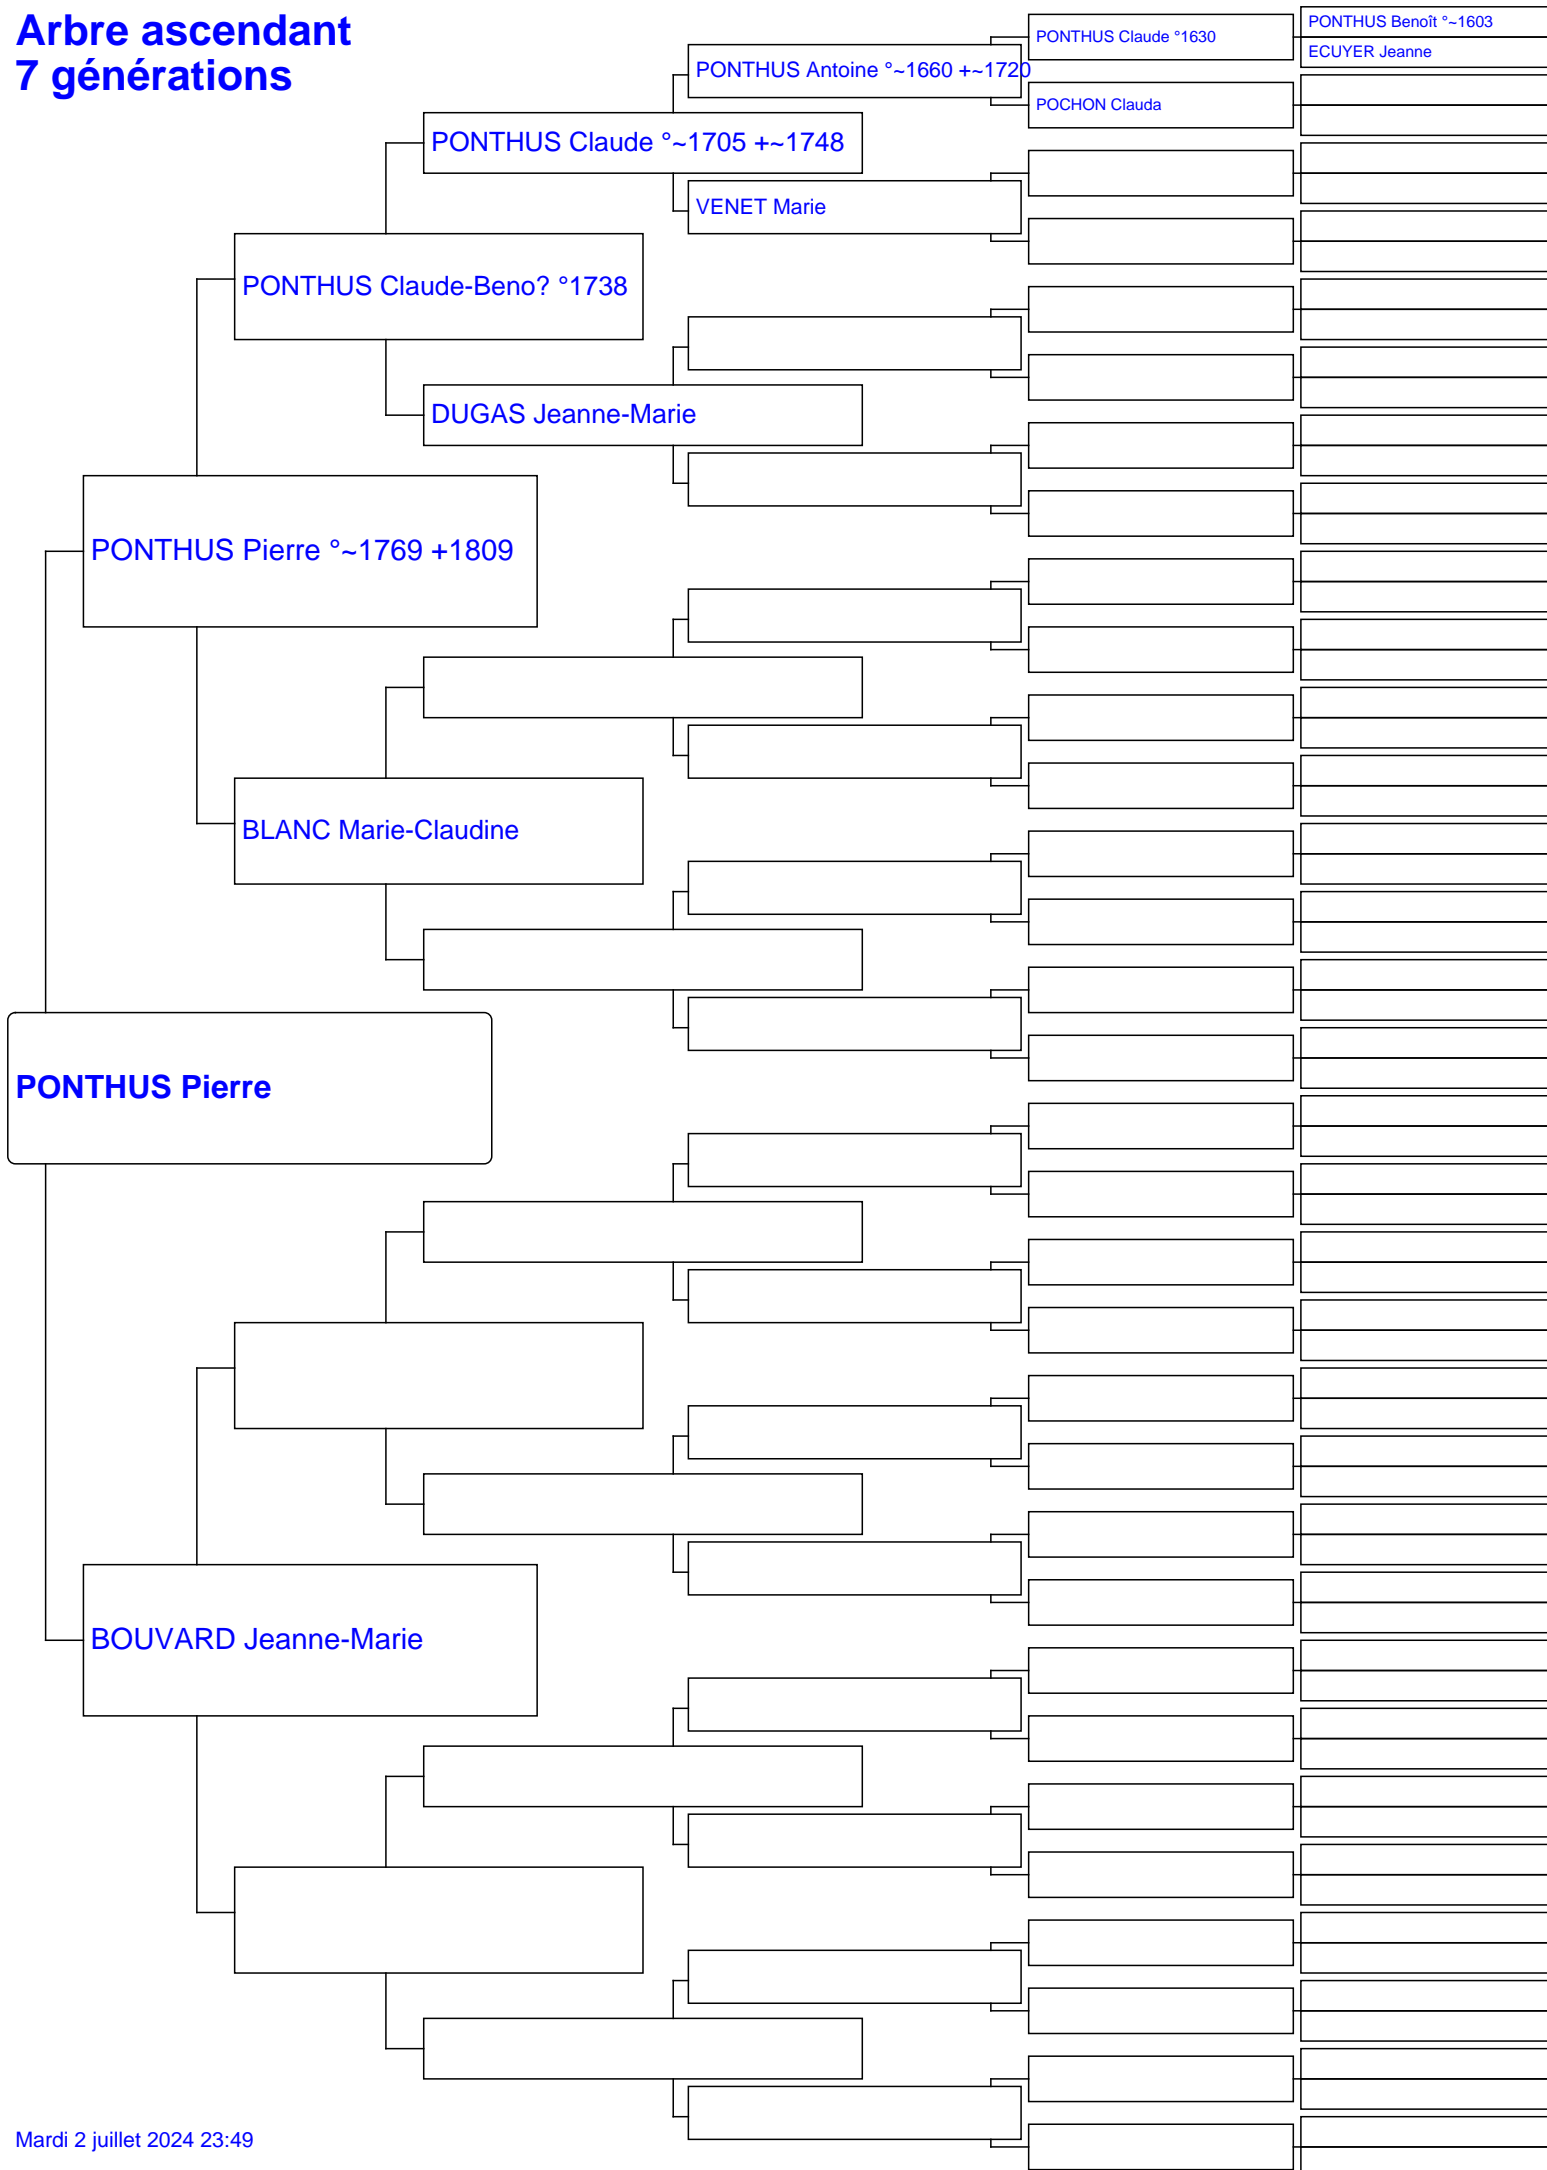 Arbre ascendant
7 générations
PONTHUS Benoît °~1603
PONTHUS Claude °1630
ECUYER Jeanne
PONTHUS Antoine °~1660 +~1720
POCHON Clauda
PONTHUS Claude °~1705 +~1748
VENET Marie
PONTHUS Claude-Beno? °1738
DUGAS Jeanne-Marie
PONTHUS Pierre °~1769 +1809
BLANC Marie-Claudine
PONTHUS Pierre
BOUVARD Jeanne-Marie
Mardi 2 juillet 2024 23:49